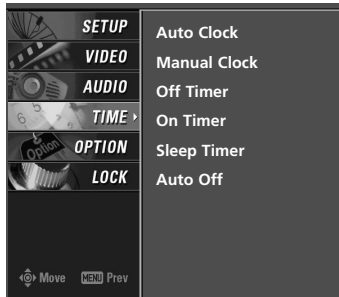 SETUP
VIDEO
AUDIO
TIME
OPTION
LOCK
Move MENU Prev
Auto Clock
Manual Clock
Off Timer
On Timer
Sleep Timer
Auto Off